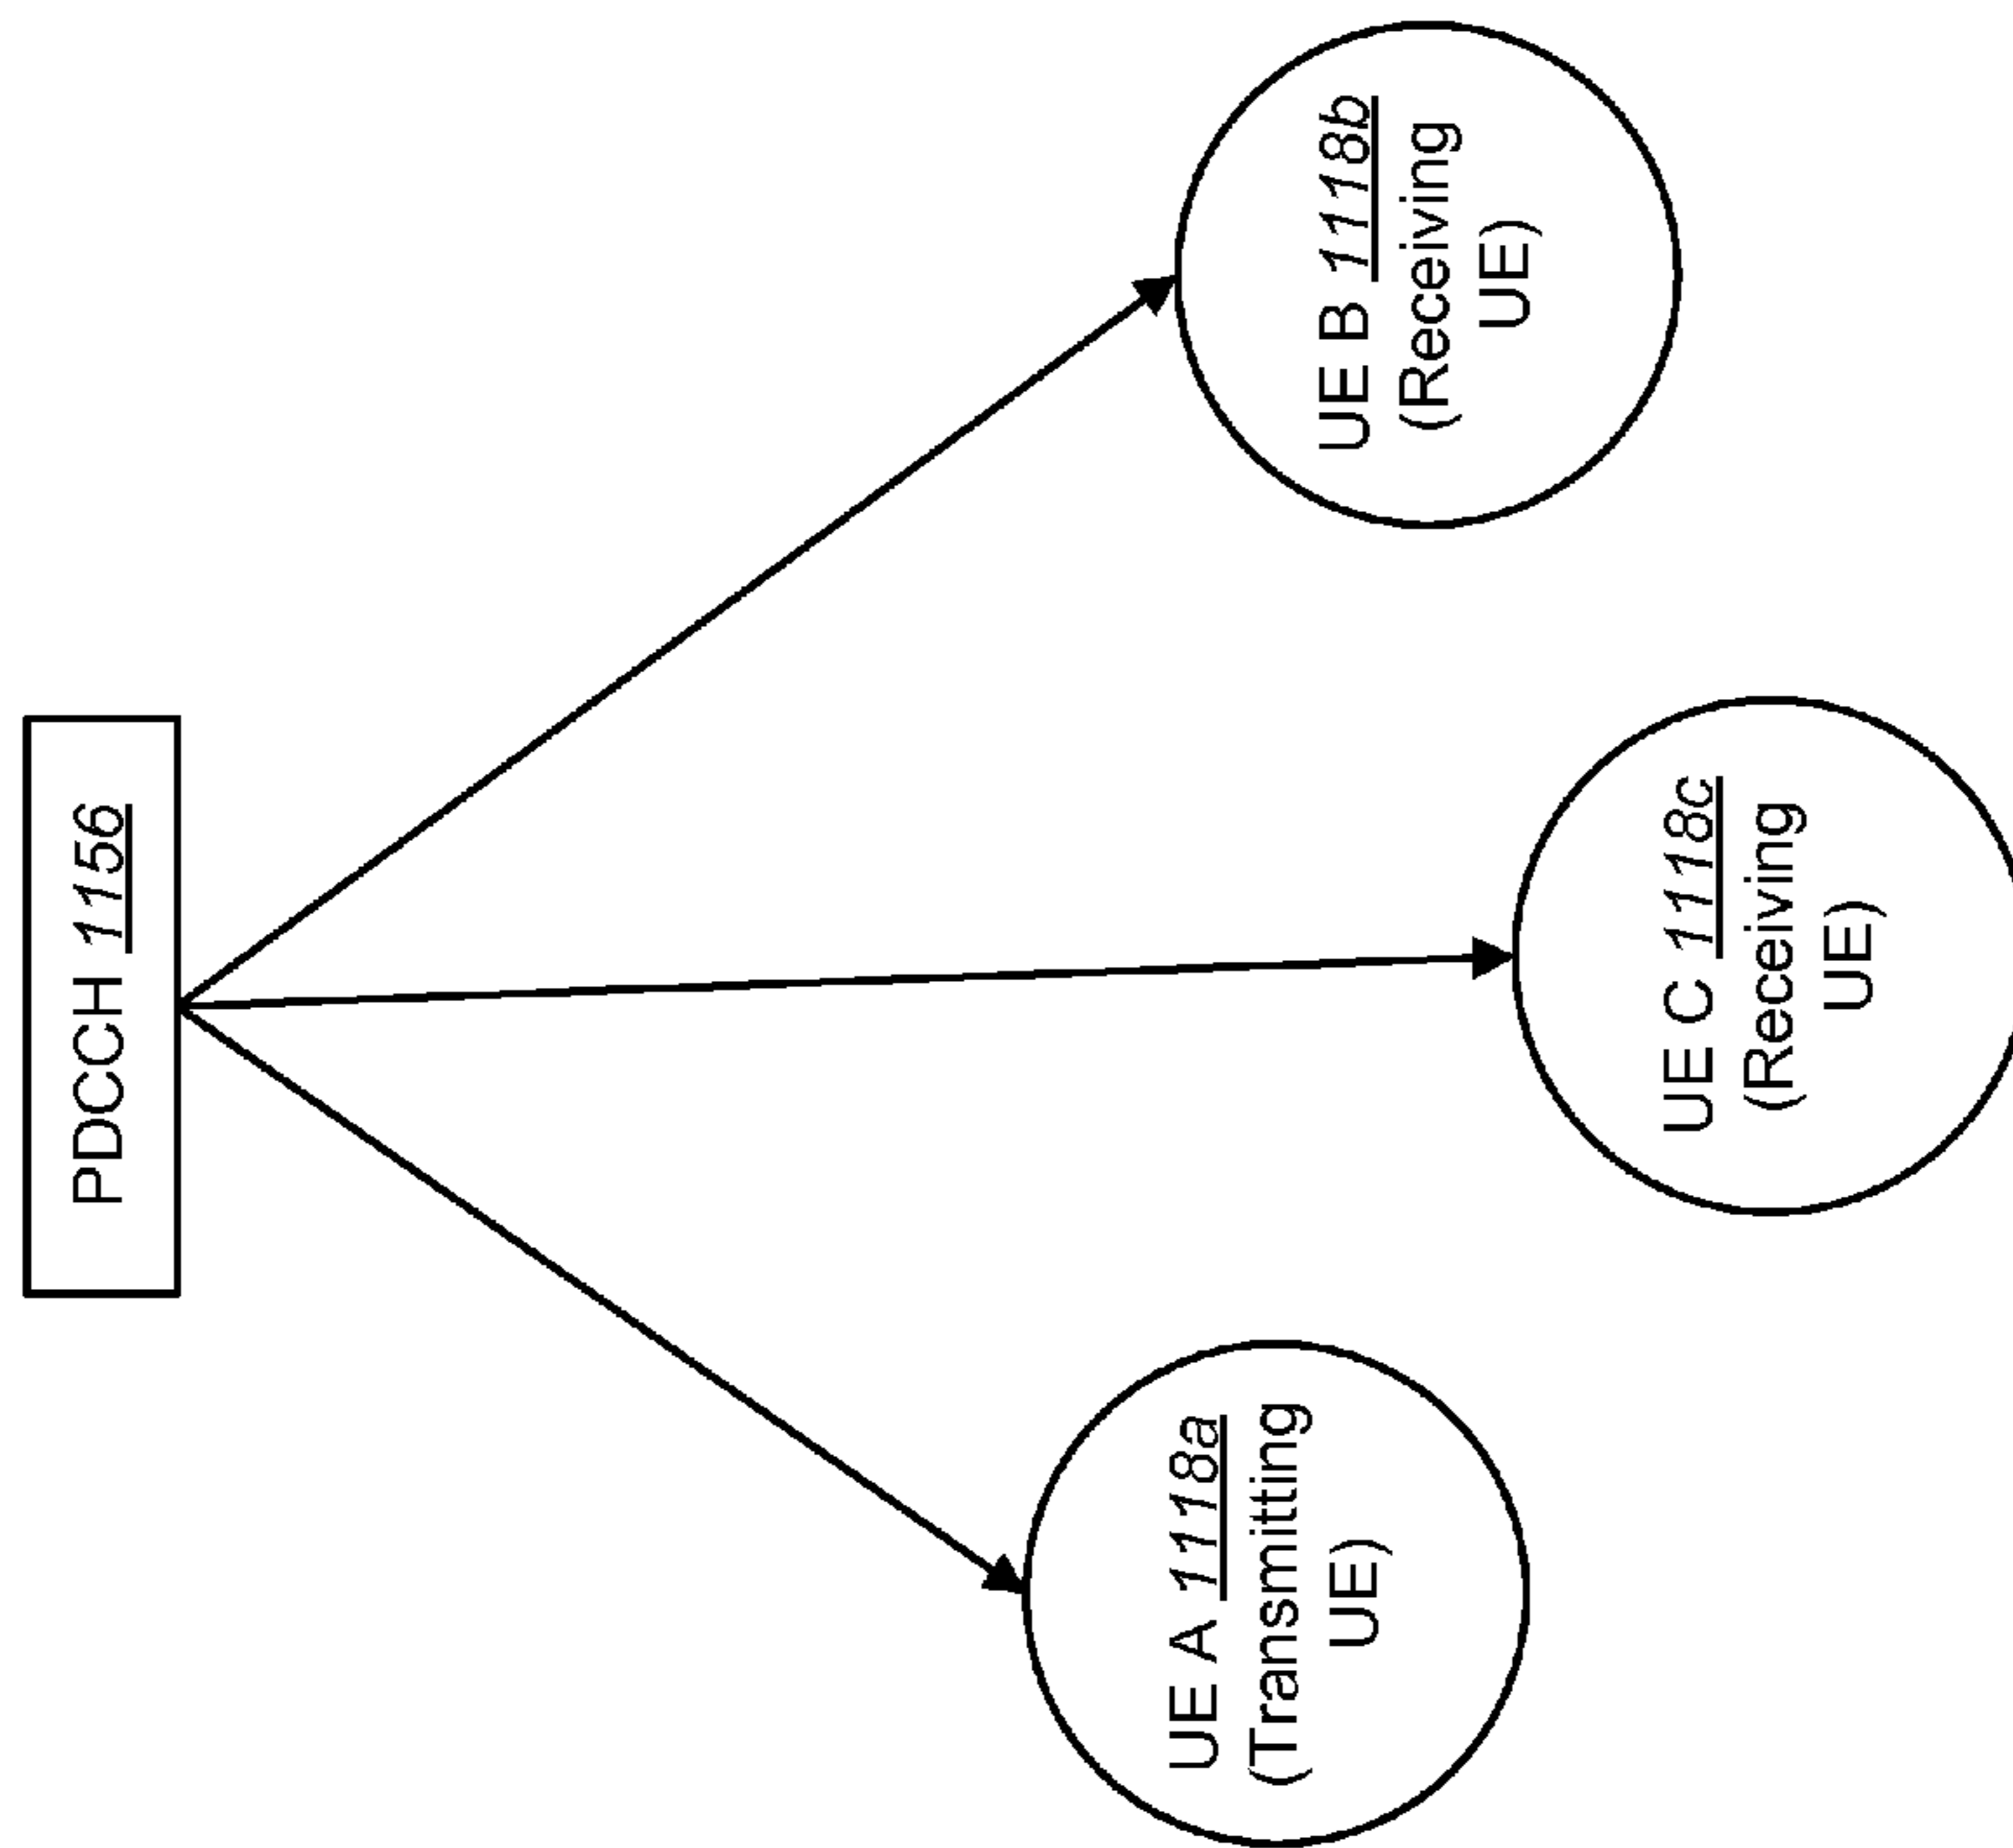 PDCCH 1156
UE A 1118a
(Transmitting
UE)
UE C 1118c
(Receiving
UE)
UE B 1118b
(Receiving
UE)